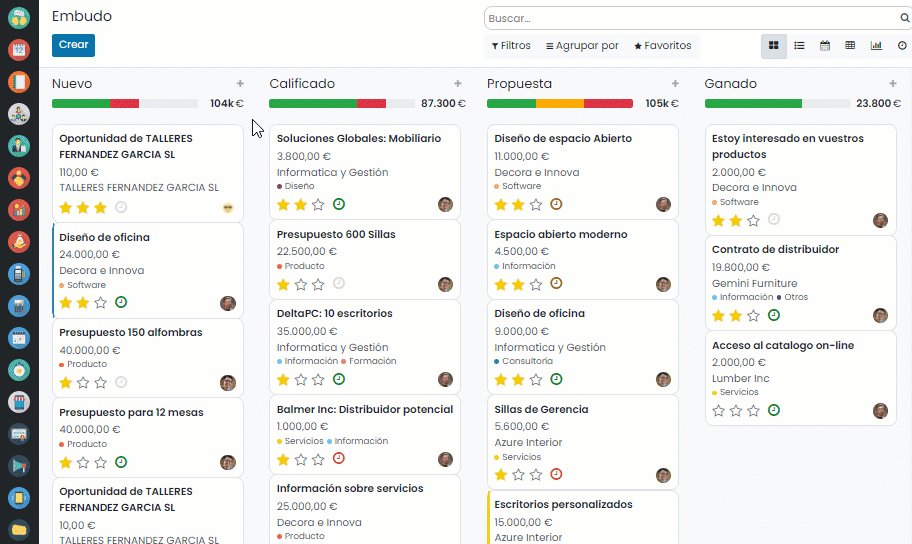 Embudo
Buscar...
Crear
Filtros
Agrupar por
Favoritos
Nuevo +
104k €
Oportunidad de TALLERES
FERNANDEZ GARCIA SL
110,00 €
TALLERES FERNANDEZ GARCIA SL
Diseño de oficina
24.000,00 €
Decora e Innova
Software
Presupuesto 150 alfombras
40.000,00 €
Producto
Presupuesto para 12 mesas
40.000,00 €
Producto
Oportunidad de TALLERES
FERNANDEZ GARCIA SL
10,00 €
TALLERES FERNANDEZ GARCIA SL
Calificado +
87.300 €
Soluciones Globales: Mobiliario
3.800,00 €
Informatica y Gestión
Diseño
Presupuesto 600 Sillas
22.500,00 €
Producto
DeltaPC: 10 escritorios
35.000,00 €
Informatica y Gestión
Información Formación
Balmer Inc: Distribuidor potencial
1.000,00 €
Servicios Información
Información sobre servicios
25.000,00 €
Decora e Innova
Producto
Propuesta +
105k €
Diseño de espacio Abierto
11.000,00 €
Decora e Innova
Software
Espacio abierto moderno
4.500,00 €
Información
Diseño de oficina
9.000,00 €
Informatica y Gestión
Consultoría
Sillas de Gerencia
5.600,00 €
Azure Interior
Servicios
Escritorios personalizados
15.000,00 €
Azure Interior
Ganado +
23.800 €
Estoy interesado en vuestros
productos
2.000,00 €
Decora e Innova
Software
Contrato de distribuidor
19.800,00 €
Gemini Furniture
Información Otros
Acceso al catalogo on-line
2.000,00 €
Lumber Inc
Servicios